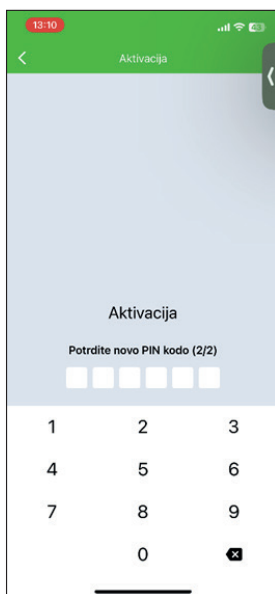 13:10
43
Aktivacija
Aktivacija
Potrdite novo PIN kodo (2/2)
1 2 3
4 5 6
7 8 9
0